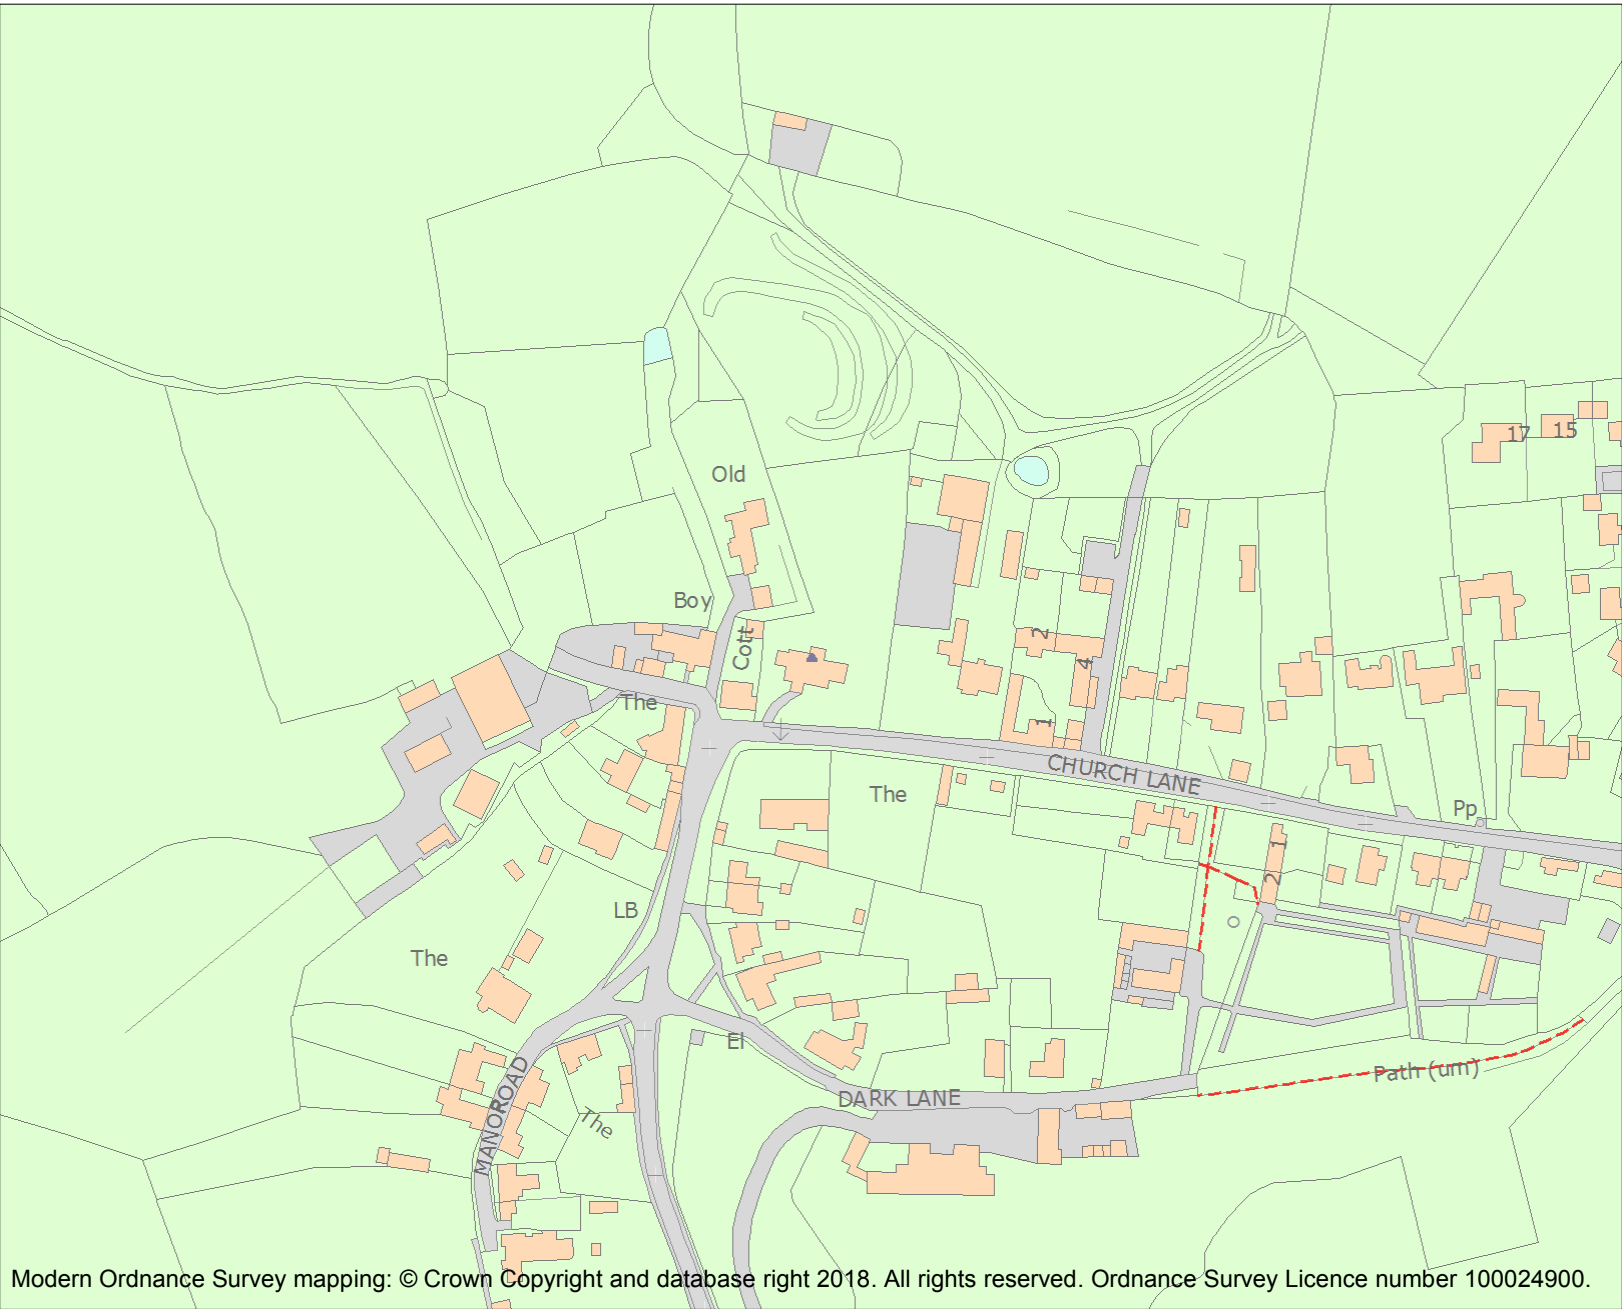 17 15
Old
Boy
Cott
2
4
The
1
CHURCH LANE
The
Pp
1
2
LB
The
El
Path (um)
DARK LANE
MANOROAD
The
Modern Ordnance Survey mapping: © Crown Copyright and database right 2018. All rights reserved. Ordnance Survey Licence number 100024900.